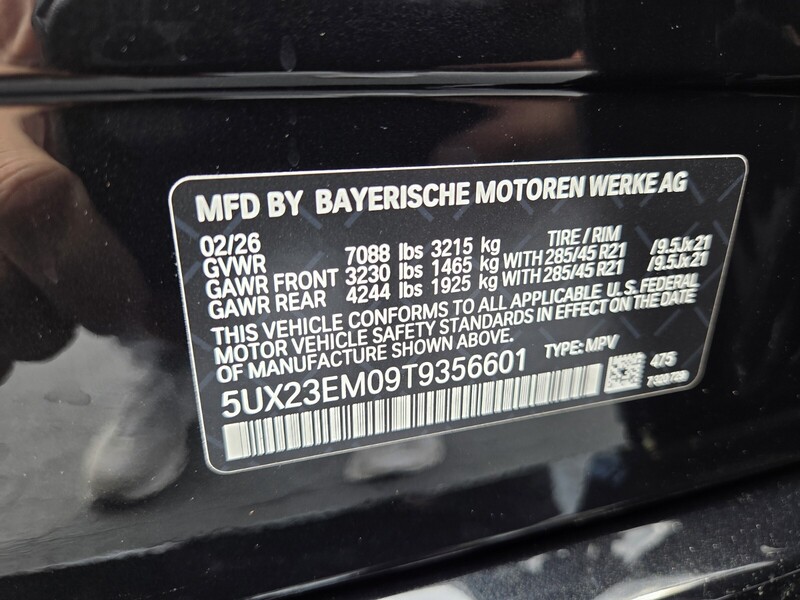 MFD BY BAYERISCHE MOTOREN WERKE AG
02/26 TIRE / RIM
GVWR 7088 lbs 3215 kg
GAWR FRONT 3230 lbs 1465 kg WITH 285/45 R21 /9.5Jx21
GAWR REAR 4244 lbs 1925 kg WITH 285/45 R21 /9.5Jx21
THIS VEHICLE CONFORMS TO ALL APPLICABLE U.S. FEDERAL
MOTOR VEHICLE SAFETY STANDARDS IN EFFECT ON THE DATE
OF MANUFACTURE SHOWN ABOVE.
5UX23EM09T9356601 TYPE: MPV 475